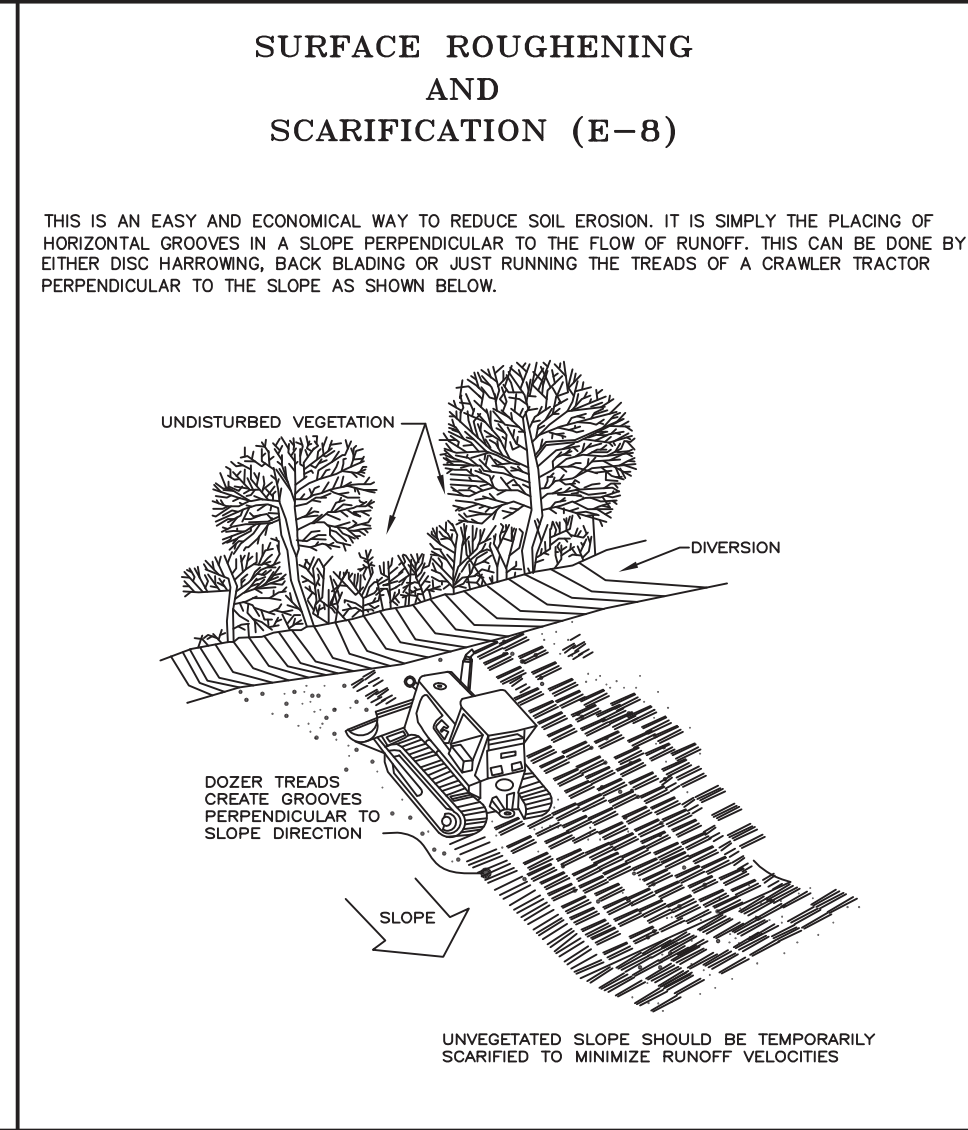 SURFACE ROUGHENING
AND
SCARIFICATION (E-8)
THIS IS AN EASY AND ECONOMICAL WAY TO REDUCE SOIL EROSION. IT IS SIMPLY THE PLACING OF
HORIZONTAL GROOVES IN A SLOPE PERPENDICULAR TO THE FLOW OF RUNOFF. THIS CAN BE DONE BY
EITHER DISC HARROWING, BACK BLADING OR JUST RUNNING THE TREADS OF A CRAWLER TRACTOR
PERPENDICULAR TO THE SLOPE AS SHOWN BELOW.
UNDISTURBED VEGETATION
DIVERSION
DOZER TREADS
CREATE GROOVES
PERPENDICULAR TO
SLOPE DIRECTION
SLOPE
UNVEGETATED SLOPE SHOULD BE TEMPORARILY
SCARIFIED TO MINIMIZE RUNOFF VELOCITIES